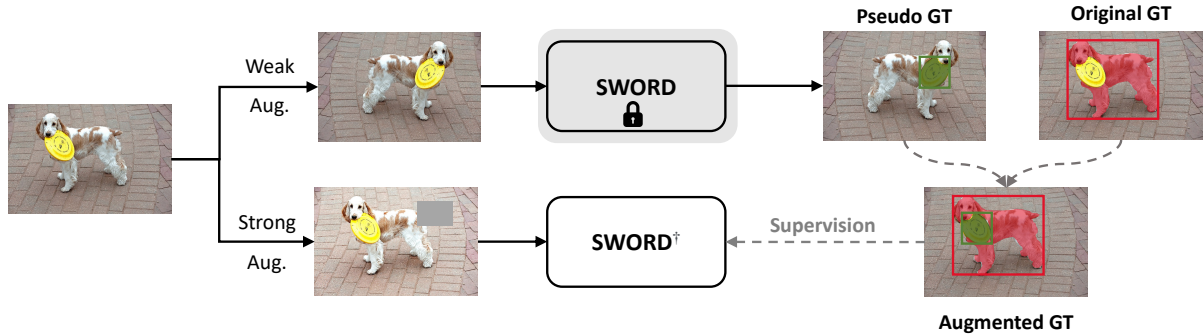 Pseudo GT
Original GT
Weak
Aug.
SWORD
Strong
Aug.
SWORD†
Supervision
Augmented GT